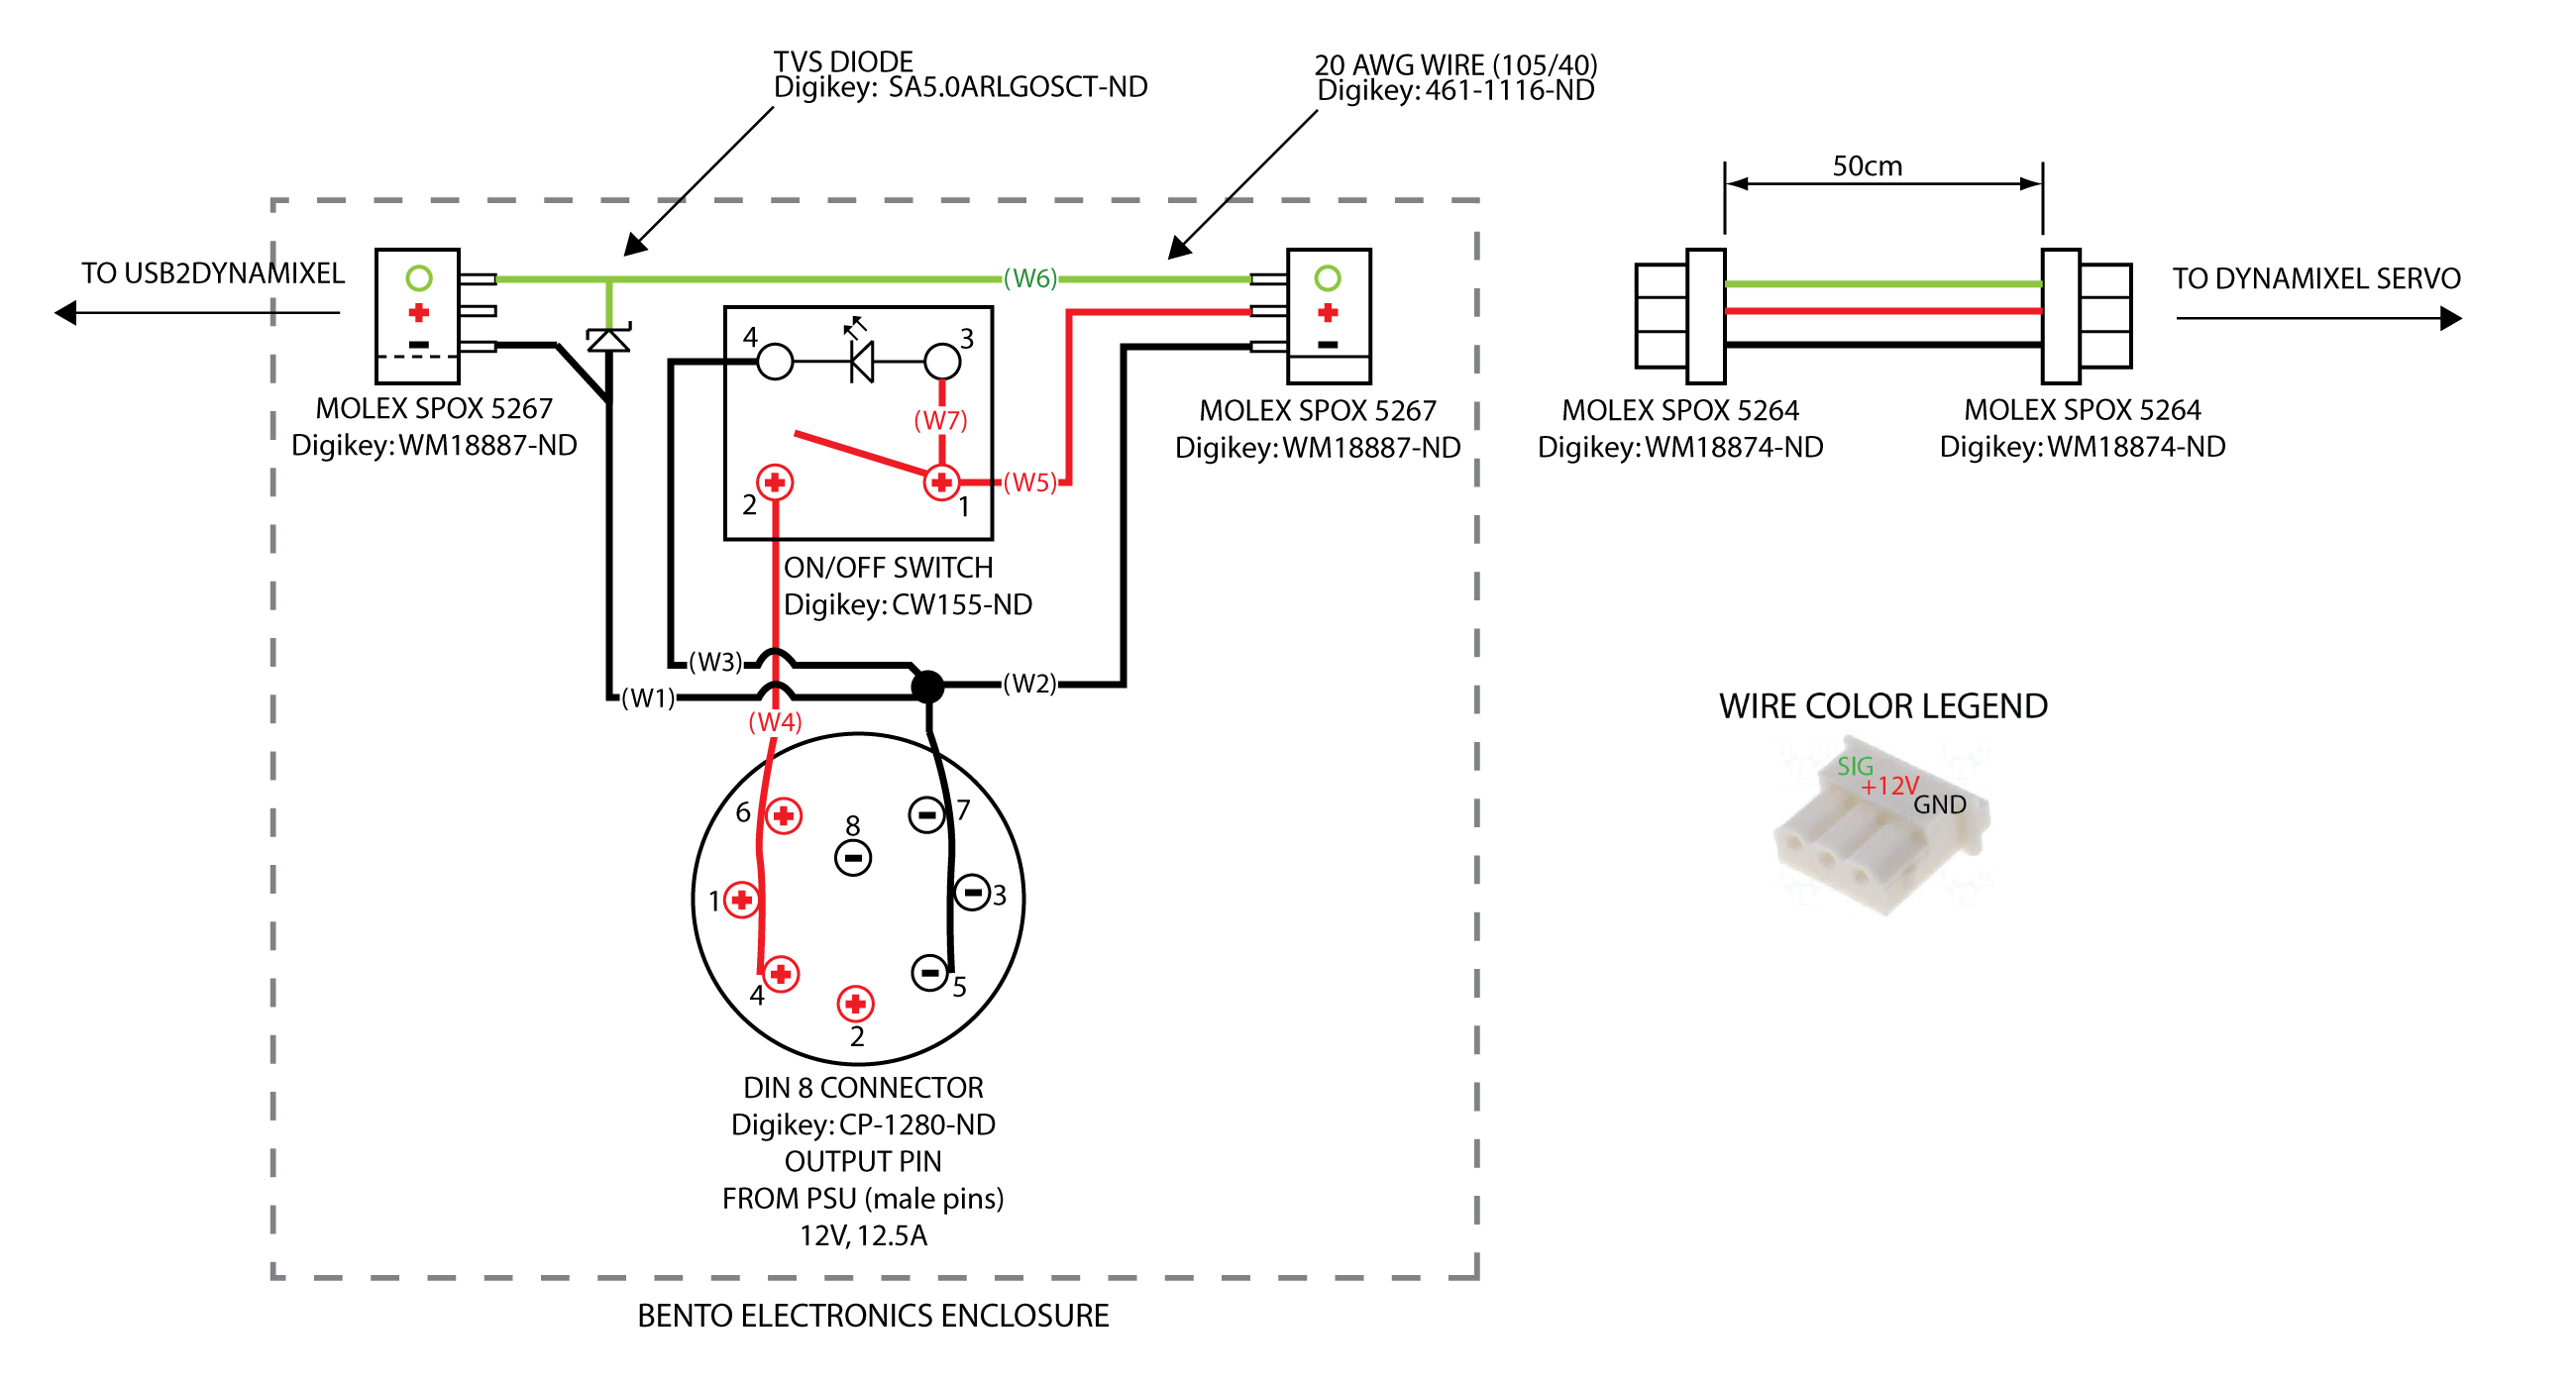 TVS DIODE
Digikey: SA5.0ARLGOSCT-ND
20 AWG WIRE (105/40)
Digikey: 461-1116-ND
50cm
TO USB2DYNAMIXEL
(W6)
TO DYNAMIXEL SERVO
4
3
(W7)
2
1
(W5)
MOLEX SPOX 5267
Digikey: WM18887-ND
MOLEX SPOX 5267
Digikey: WM18887-ND
MOLEX SPOX 5264
Digikey: WM18874-ND
MOLEX SPOX 5264
Digikey: WM18874-ND
ON/OFF SWITCH
Digikey: CW155-ND
(W3)
(W2)
(W1)
(W4)
WIRE COLOR LEGEND
SIG
+12V
GND
6
8
7
1
3
4
5
2
DIN 8 CONNECTOR
Digikey: CP-1280-ND
OUTPUT PIN
FROM PSU (male pins)
12V, 12.5A
BENTO ELECTRONICS ENCLOSURE